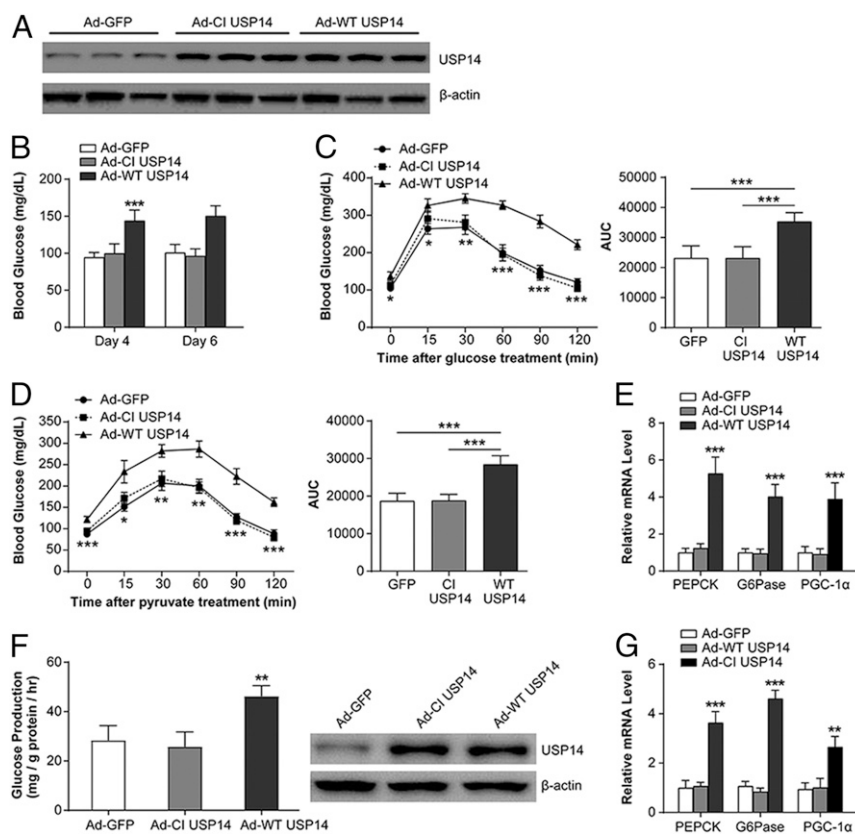 A
Ad-GFP Ad-CI USP14 Ad-WT USP14
USP14
β-actin
B
Ad-GFP
Ad-CI USP14
Ad-WT USP14
Blood Glucose (mg/dL)
200
150
100
50
0
***
Day 4 Day 6
C
Ad-GFP
Ad-CI USP14
Ad-WT USP14
Blood Glucose (mg/dL)
400
300
200
100
0
* * ** *** *** ***
0 15 30 60 90 120
Time after glucose treatment (min)
AUC
50000
40000
30000
20000
10000
0
***
***
GFP CI WT
USP14 USP14
D
Ad-GFP
Ad-CI USP14
Ad-WT USP14
Blood Glucose (mg/dL)
350
300
250
200
150
100
50
0
*** * ** ** *** ***
0 15 30 60 90 120
Time after pyruvate treatment (min)
AUC
40000
30000
20000
10000
0
***
***
GFP CI WT
USP14 USP14
E
Ad-GFP
Ad-CI USP14
Ad-WT USP14
Relative mRNA Level
8
6
4
2
0
*** *** ***
PEPCK G6Pase PGC-1α
F
Glucose Production
(mg / g protein / hr)
60
40
20
0
**
Ad-GFP Ad-CI USP14 Ad-WT USP14
Ad-GFP Ad-CI USP14 Ad-WT USP14
USP14
β-actin
G
Ad-GFP
Ad-WT USP14
Ad-CI USP14
Relative mRNA Level
6
4
2
0
*** *** **
PEPCK G6Pase PGC-1α